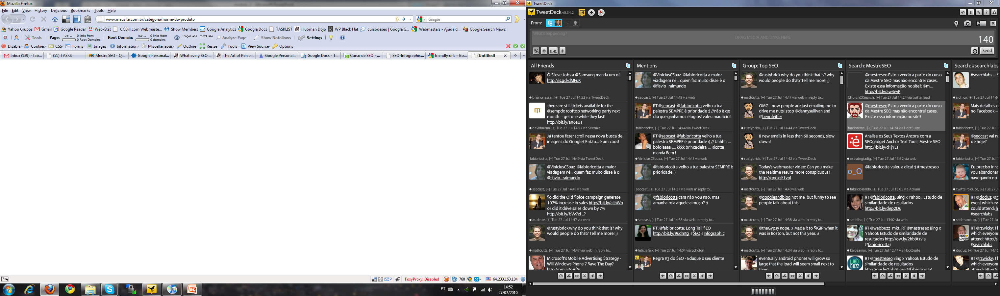 Mozilla Firefox
File Edit View History Delicious Bookmarks Tools Help
www.meusite.com.br/categoria/nome-do-produto
Google
TAG
Yahoo Grupos Gmail Google Reader Web-Stat CCBill.com Webmaste... Show Members Google Analytics Google Docs TASKLIST Huomah Dojo WP Black Hat cursodeseo | Google G... Webmasters - Ajuda d... Google Search News:
Tools Page: PA: -- 0 links from 0 Root Domains Root Domain: DA: -- 0 links from 0 domains PageRank mozRank Analyze Page Show Nofollows Settings
Disable Cookies CSS Forms Images Information Miscellaneous Outline Resize Tools View Source Options
Inbox (139) - fab... (51) TASKS Mestre SEO - Q... Google Personal... What every SEO ... The Art of Perso... Google Personal... Google Docs - T... Curso de SEO - ... SEO-Infographic... friendly urls - Go... (Untitled)
2 FoxyProxy: Disabled 760 64.233.163.104
PT 14:52
27/07/2010
TweetDeck
TweetDeck v0.34.2
From:
What's happening?
DRAG MEDIA AND LINKS HERE
140
Send
All Friends
Ô Steve Jobs a @Samsung manda um oi!
http://is.gd/dMFuK
brunonassar, [+] Tue 27 Jul 14:52 via TweetDeck
there are still tickets available for the
@sempdx rooftop networking party next
month -- get one while they last!
http://bit.ly/aX6aUT
davidmihm, [+] Tue 27 Jul 14:52 via Seesmic
Já tentou fazer scroll nessa nova busca de
imagens do Google? Então... é um caos!
fabioricotta, [+] Tue 27 Jul 14:49 via TweetDeck
@ViniciusCSouz @fabioricotta a maior
viadagem né .. quem faz muito disse é o
@flavio_raimundo
seocast, [+] Tue 27 Jul 14:48 via web
So did the Old Spice campaign generate
107% increase in sales http://bit.ly/aIjhWp
or did it drive sales down by 7%
http://bit.ly/bVv7zi ..?
audette, [+] Tue 27 Jul 14:47 via web
@rustybrick why do you think that is? why
would people do that? Tell me more! ;)
mattcutts, [+] Tue 27 Jul 14:47 via web in reply to...
Microsoft's Mobile Advertising Strategy -
Will Windows Phone 7 Save The Day?
Mentions
@ViniciusCSouz @fabioricotta a maior
viadagem né .. quem faz muito disse é o
@flavio_raimundo
seocast, [+] Tue 27 Jul 14:48 via web
RT @seocast: @fabioricotta velho a tua
palestra SEMPRE é prioridade :) //não é qq
dia que ganhamos elogios! valeu mauricio!
fabioricotta, [+] Tue 27 Jul 14:44 via TweetDeck
RT @seocast @fabioricotta velho a tua
palestra SEMPRE é prioridade :) // Uhhhh ...
boiolaaaa .... kkkk brincadeira ... Ricotta
manda Bem !
ViniciusCSouza, [+] Tue 27 Jul 14:43 via web
@fabioricotta velho a tua palestra SEMPRE é
prioridade :)
seocast, [+] Tue 27 Jul 14:37 via web in reply to...
@fabioricotta cara não vou nao, mas
amanha rola aquele almoço? :)
seocast, [+] Tue 27 Jul 14:35 via web in reply to...
RT: @fabioricotta: Long Tail SEO
http://bit.ly/9udmtg #SEO #Infographic
leticiafeix, [+] Tue 27 Jul 14:04 via Echofon
Regra #1 do SEO - Eduque o seu cliente
Group: Top SEO
@rustybrick why do you think that is? why
would people do that? Tell me more! ;)
mattcutts, [+] Tue 27 Jul 14:47 via web in reply to...
OMG - now people are just emailing me to
drive me nuts! stop @dannysullivan and
@benpfeiffer
rustybrick, [+] Tue 27 Jul 14:44 via TweetDeck
8 new emails in less than 60 seconds, slow
down!
rustybrick, [+] Tue 27 Jul 14:42 via TweetDeck
Today's webmaster video: Can you make
the realtime results more conspicuous?
http://goo.gl/1vpl
mattcutts, [+] Tue 27 Jul 14:40 via web
@googleandblog not me, but funny to see
people talk about this.
mattcutts, [+] Tue 27 Jul 14:38 via web in reply to...
@theGypsy nope. :( Made it to SIGIR when it
was in Boston, but not this year. :(
mattcutts, [+] Tue 27 Jul 14:34 via web in reply to...
eventually android phones will grow so
large that the ipad will seem small next to
Search: MestreSEO
@mestreseo Estou vendo a parte do curso
da Mestre SEO mas não encontrei cases.
Existe essa informação no site?: @m...
http://bit.ly/aw4eyR
ChurchOfSearch, [+] Tue 27 Jul 14:24 via twitterfeed
@mestreseo Estou vendo a parte do curso
da Mestre SEO mas não encontrei cases.
Existe essa informação no site?
tarciozemel, [+] Tue 27 Jul 14:24 via HootSuite
Analise os Seus Textos Âncora com a
SEOgadget Anchor Text Tool | Mestre SEO
http://bit.ly/d1jYLT
estrategiadig, [+] Tue 27 Jul 13:52 via web
o_O
@fabioricotta valeu a dica! :) #mestreseo
fabriciosahdo, [+] Tue 27 Jul 13:05 via Adium
RT @fabioricotta: Bing x Yahoo!: Estudo de
similaridade de resultados
http://bit.ly/dep2Du
tatielisa, [+] Tue 27 Jul 13:02 via web
RT @webbuzz_mkt: RT @mestreseo Bing x
Yahoo!: Estudo de similaridade de
resultados http://ow.ly/2hb9t (via
@fabioricotta)
keldeamor, [+] Tue 27 Jul 12:44 via HootSuite
web
buzz
RT @mestreseo Bing x Yahoo!: Estudo de
similaridade de resultados
http://ow.ly/2hb9t (via @fabioricotta)
Search: #searchlabs
#searchlabs ... S
srchico, [+] Tue 27 Jul 14:44
Mais detalhes d
no Facebook =
fabioricotta, [+] Tue 27 Jul 1
@seocast vai na
de hoje?
fabioricotta, [+] Tue 27 Jul 1
Eu preciso ir no
vou abandonar
navegando no
twitteirolouco, [+] Tue 27 Jul
RT @docluz: @rz
event which eve
could attend: h
#searchlabs
seobrandup, [+] Tue 27 Ju
RT @rzwicky: I h
which everyone
attend: http://s
#searchlabs
docluz, [+] Tue 27 Jul 14:16
RT @rzwicky: I h
which everyone